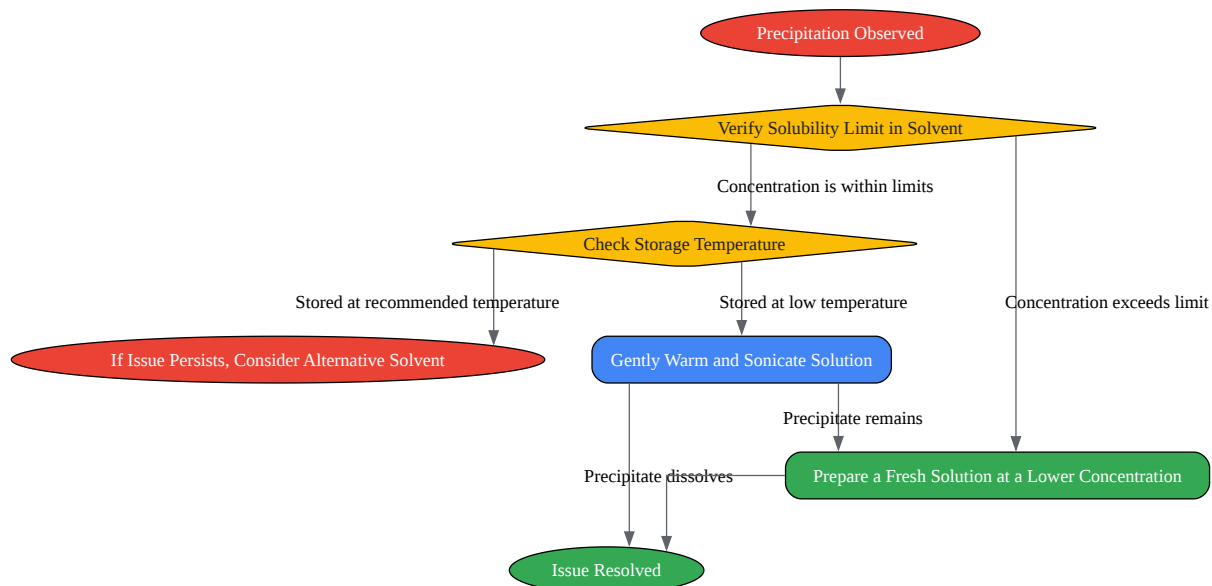 Precipitation Observed
Verify Solubility Limit in Solvent
Concentration is within limits
Check Storage Temperature
Stored at recommended temperature
Stored at low temperature
Concentration exceeds limit
If Issue Persists, Consider Alternative Solvent
Gently Warm and Sonicate Solution
Precipitate remains
Precipitate dissolves
Prepare a Fresh Solution at a Lower Concentration
Issue Resolved